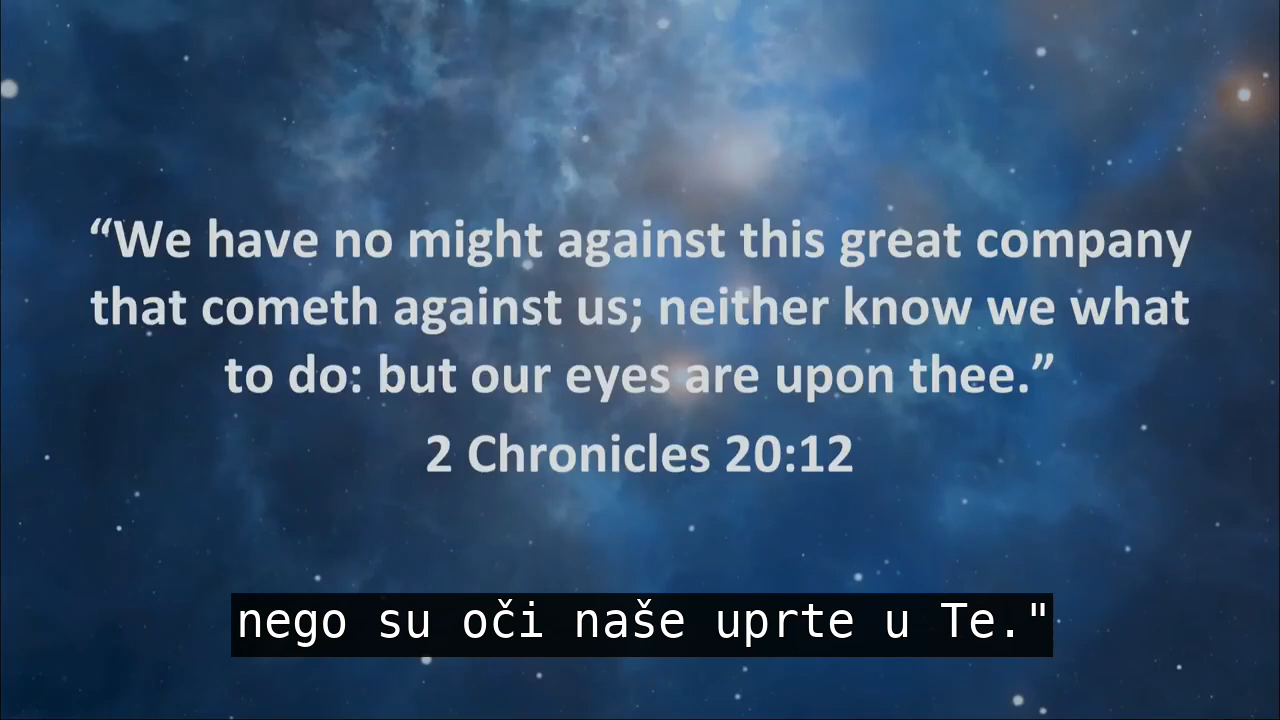 “We have no might against this great company
that cometh against us; neither know we what
to do: but our eyes are upon thee.”
2 Chronicles 20:12
nego su oči naše uprte u Te."